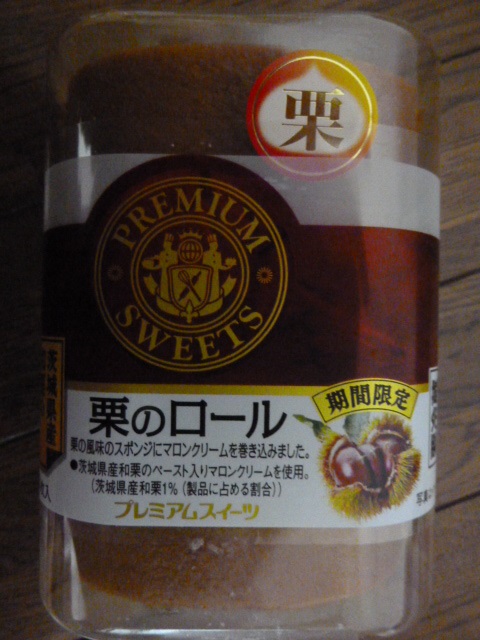 栗
PREMIUM
SWEETS
茨城県産
期間限定
栗のロール
栗の風味のスポンジにマロンクリームを巻き込みました。
●茨城県産和栗のペースト入りマロンクリームを使用。
(茨城県産和栗1%(製品に占める割合))
プレミアムスイーツ